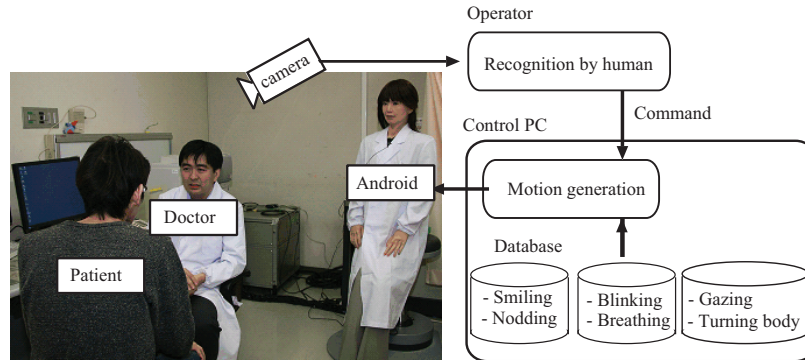 Operator
camera
Recognition by human
Command
Control PC
Android
Motion generation
Doctor
Database
Patient
- Smiling
- Nodding
- Blinking
- Breathing
- Gazing
- Turning body